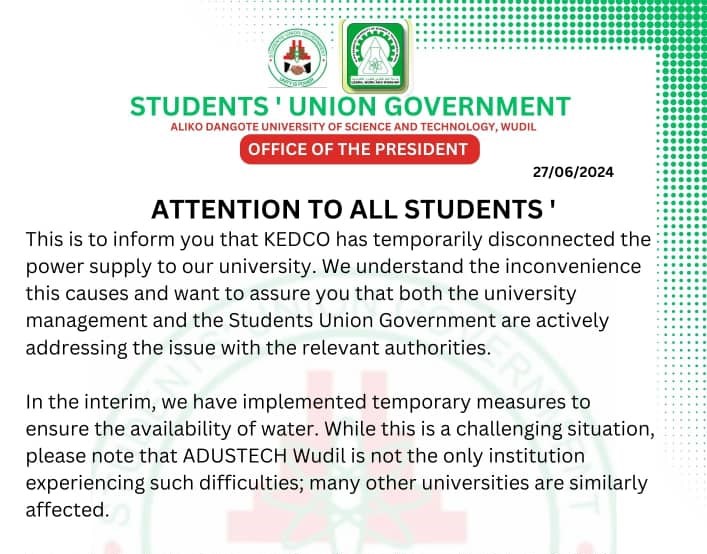 STUDENTS ' UNION GOVERNMENT
ALIKO DANGOTE UNIVERSITY OF SCIENCE AND TECHNOLOGY, WUDIL
OFFICE OF THE PRESIDENT
27/06/2024
ATTENTION TO ALL STUDENTS '
This is to inform you that KEDCO has temporarily disconnected the
power supply to our university. We understand the inconvenience
this causes and want to assure you that both the university
management and the Students Union Government are actively
addressing the issue with the relevant authorities.
In the interim, we have implemented temporary measures to
ensure the availability of water. While this is a challenging situation,
please note that ADUSTECH Wudil is not the only institution
experiencing such difficulties; many other universities are similarly
affected.
STUDENTS UNION GOVERNMENT